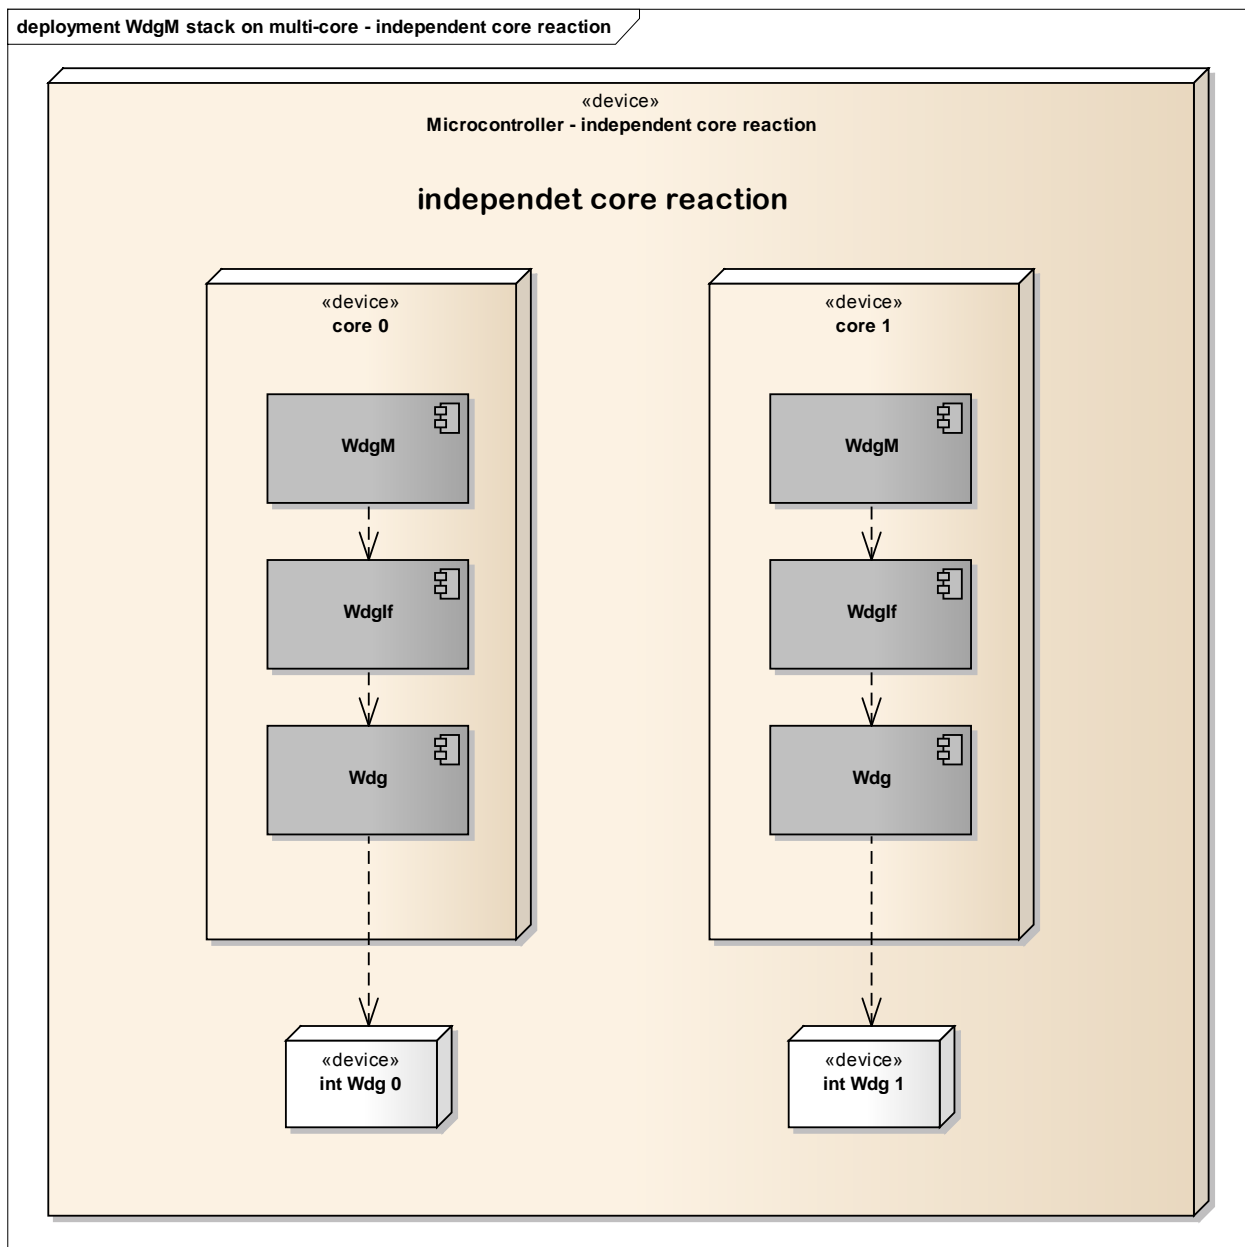 deployment WdgM stack on multi-core - independent core reaction
«device»
Microcontroller - independent core reaction
independet core reaction
«device»
core 0
WdgM
WdgIf
Wdg
«device»
int Wdg 0
«device»
core 1
WdgM
WdgIf
Wdg
«device»
int Wdg 1